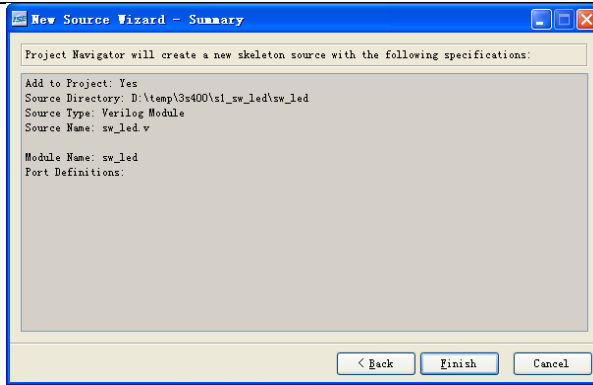 ISE New Source Wizard - Summary
Project Navigator will create a new skeleton source with the following specifications:
Add to Project: Yes
Source Directory: D:\temp\3s400\s1_sw_led\sw_led
Source Type: Verilog Module
Source Name: sw_led.v
Module Name: sw_led
Port Definitions:
< Back
Finish
Cancel